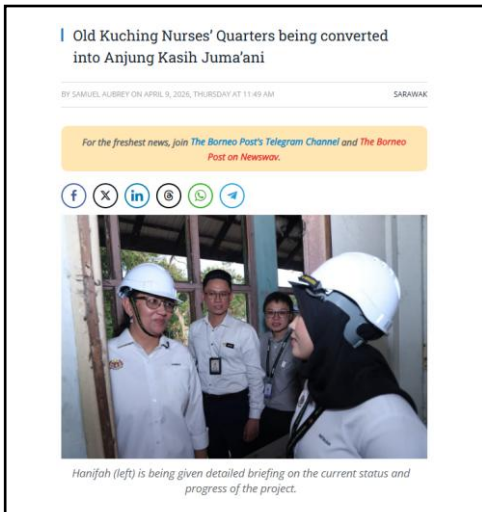 Old Kuching Nurses' Quarters being converted
into Anjung Kasih Juma'ani
BY SAMUEL AUBREY ON APRIL 9, 2026, THURSDAY AT 11:49 AM
SARAWAK
For the freshest news, join The Borneo Post's Telegram Channel and The Borneo
Post on Newswav.
f X in
Hanifah (left) is being given detailed briefing on the current status and
progress of the project.